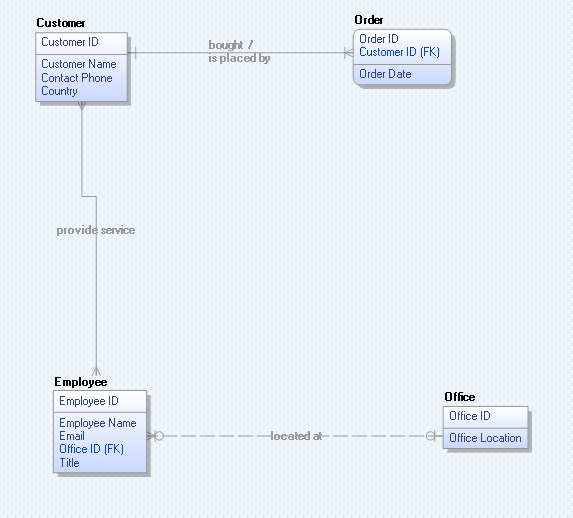 Customer
Customer ID
Customer Name
Contact Phone
Country
bought /
is placed by
Order
Order ID
Customer ID (FK)
Order Date
provide service
Employee
Employee ID
Employee Name
Email
Office ID (FK)
Title
located at
Office
Office ID
Office Location